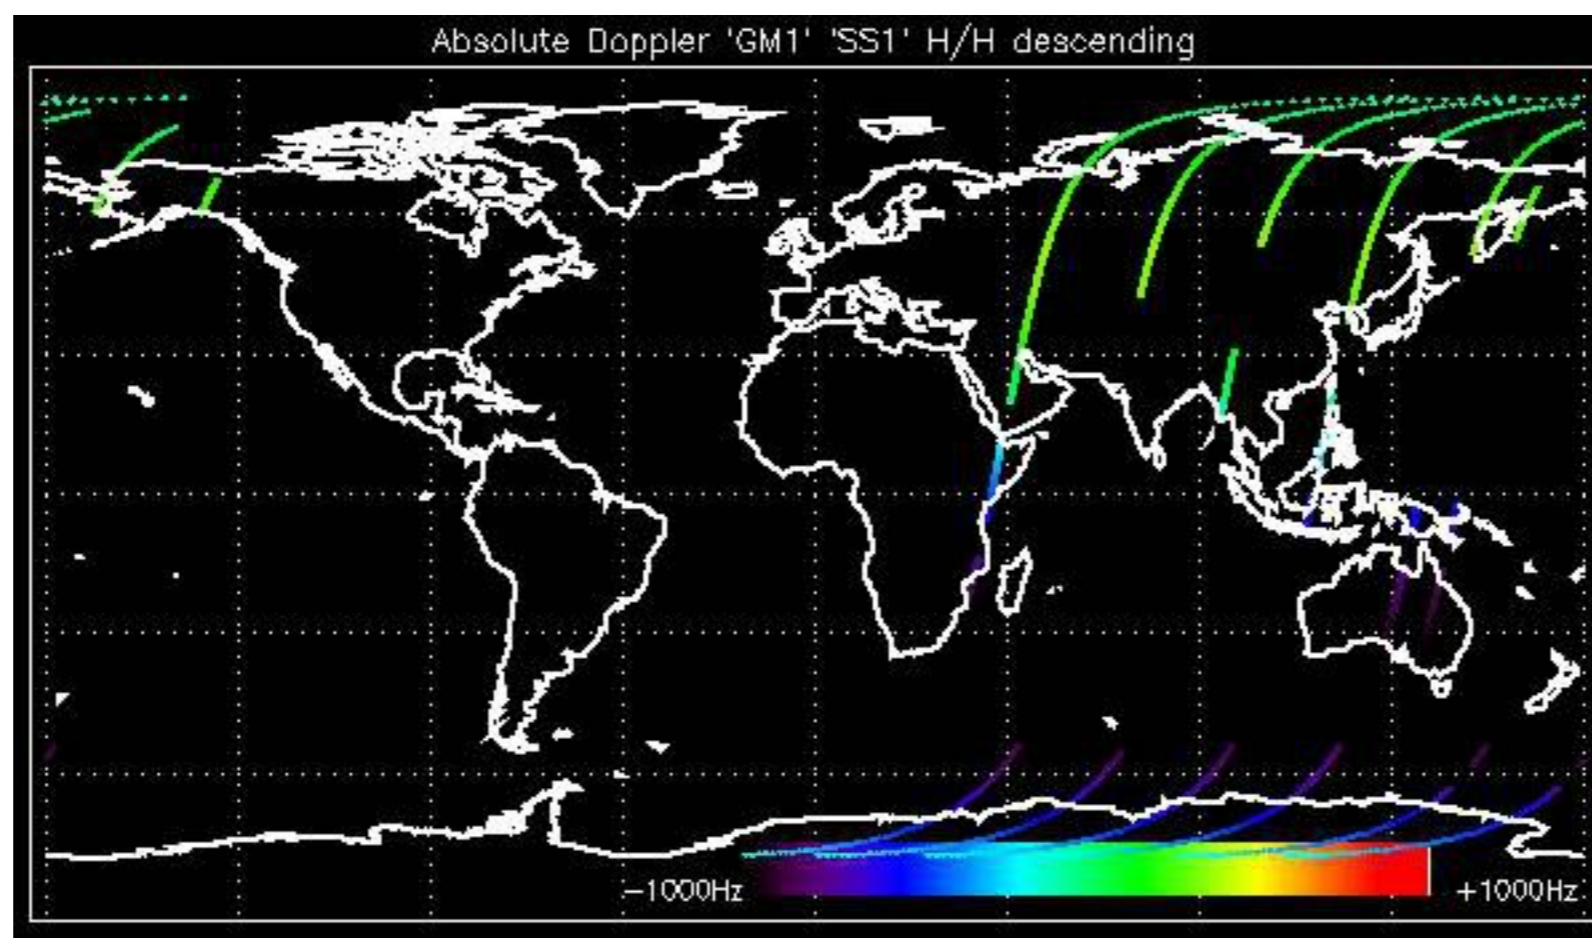 Absolute Doppler 'GM1' 'SS1' H/H descending
-1000Hz
+1000Hz